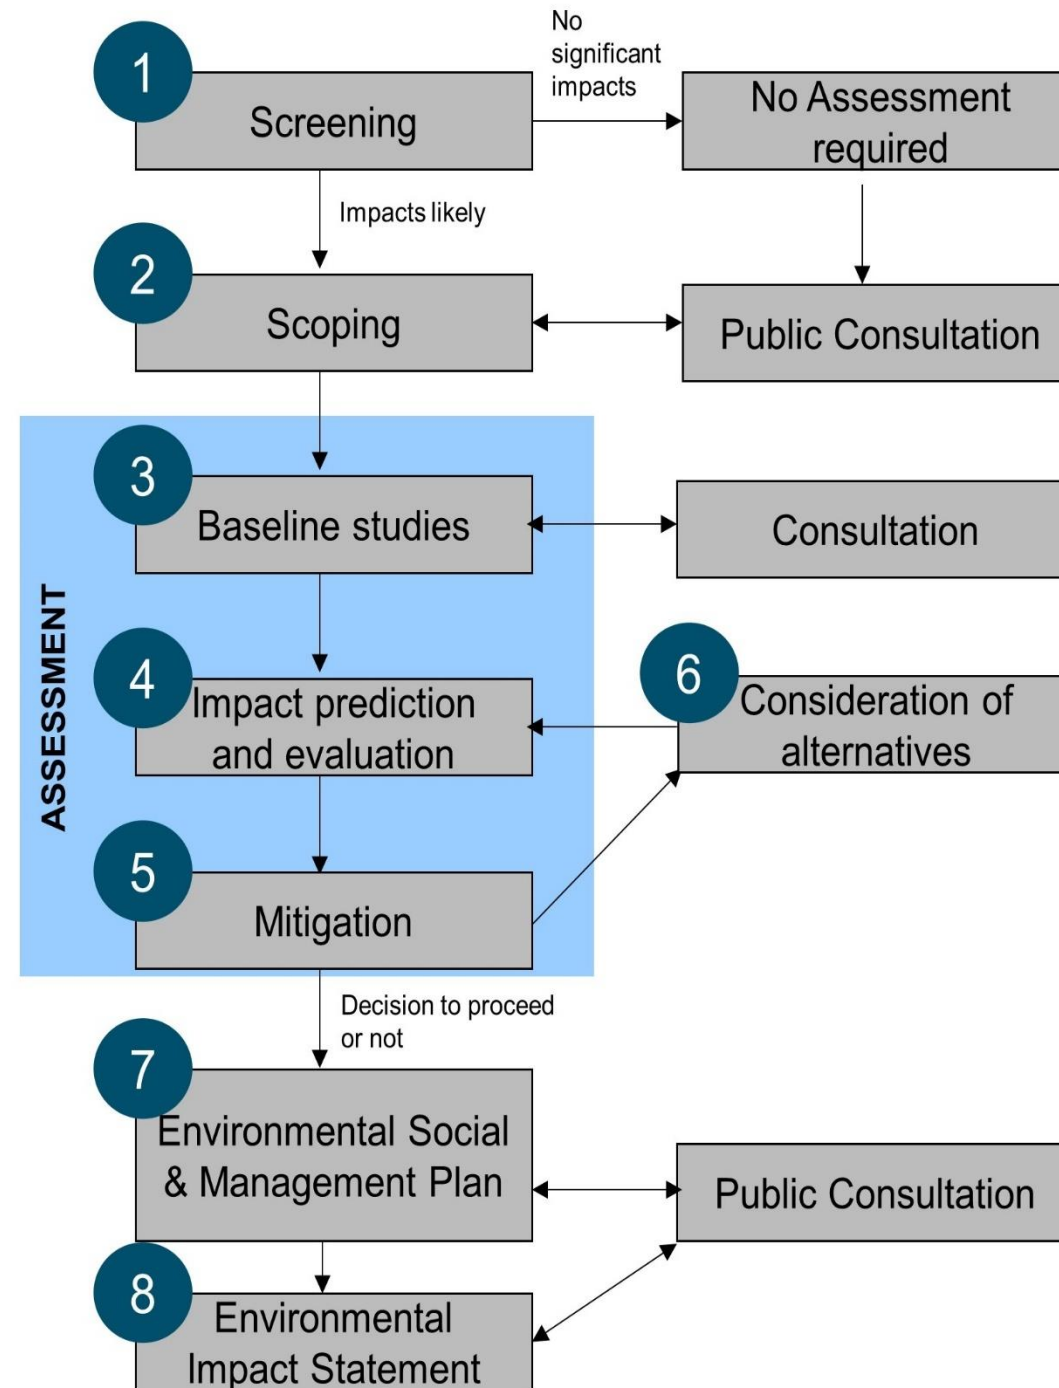 1
Screening
No
significant
impacts
No Assessment
required
Impacts likely
2
Scoping
Public Consultation
ASSESSMENT
3
Baseline studies
Consultation
4
Impact prediction
and evaluation
6
Consideration of
alternatives
5
Mitigation
Decision to proceed
or not
7
Environmental Social
& Management Plan
Public Consultation
8
Environmental
Impact Statement